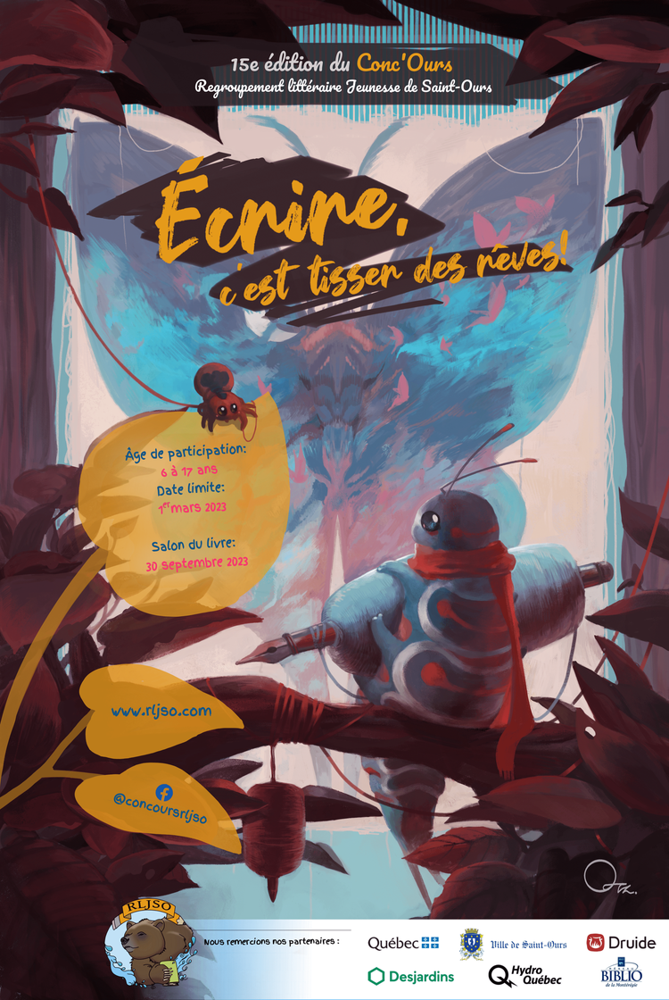 15e édition du Conc'Ours
Regroupement littéraire Jeunesse de Saint-Ours
Écrire,
c'est tisser des rêves!
Âge de participation:
6 à 17 ans
Date limite:
1er mars 2023
Salon du livre:
30 septembre 2023
www.rljso.com
@concoursrljso
RLJSO
Nous remercions nos partenaires :
Québec
Ville de Saint-Ours
Druide
Desjardins
Hydro
Québec
RÉSEAU
BIBLIO
de la Montérégie